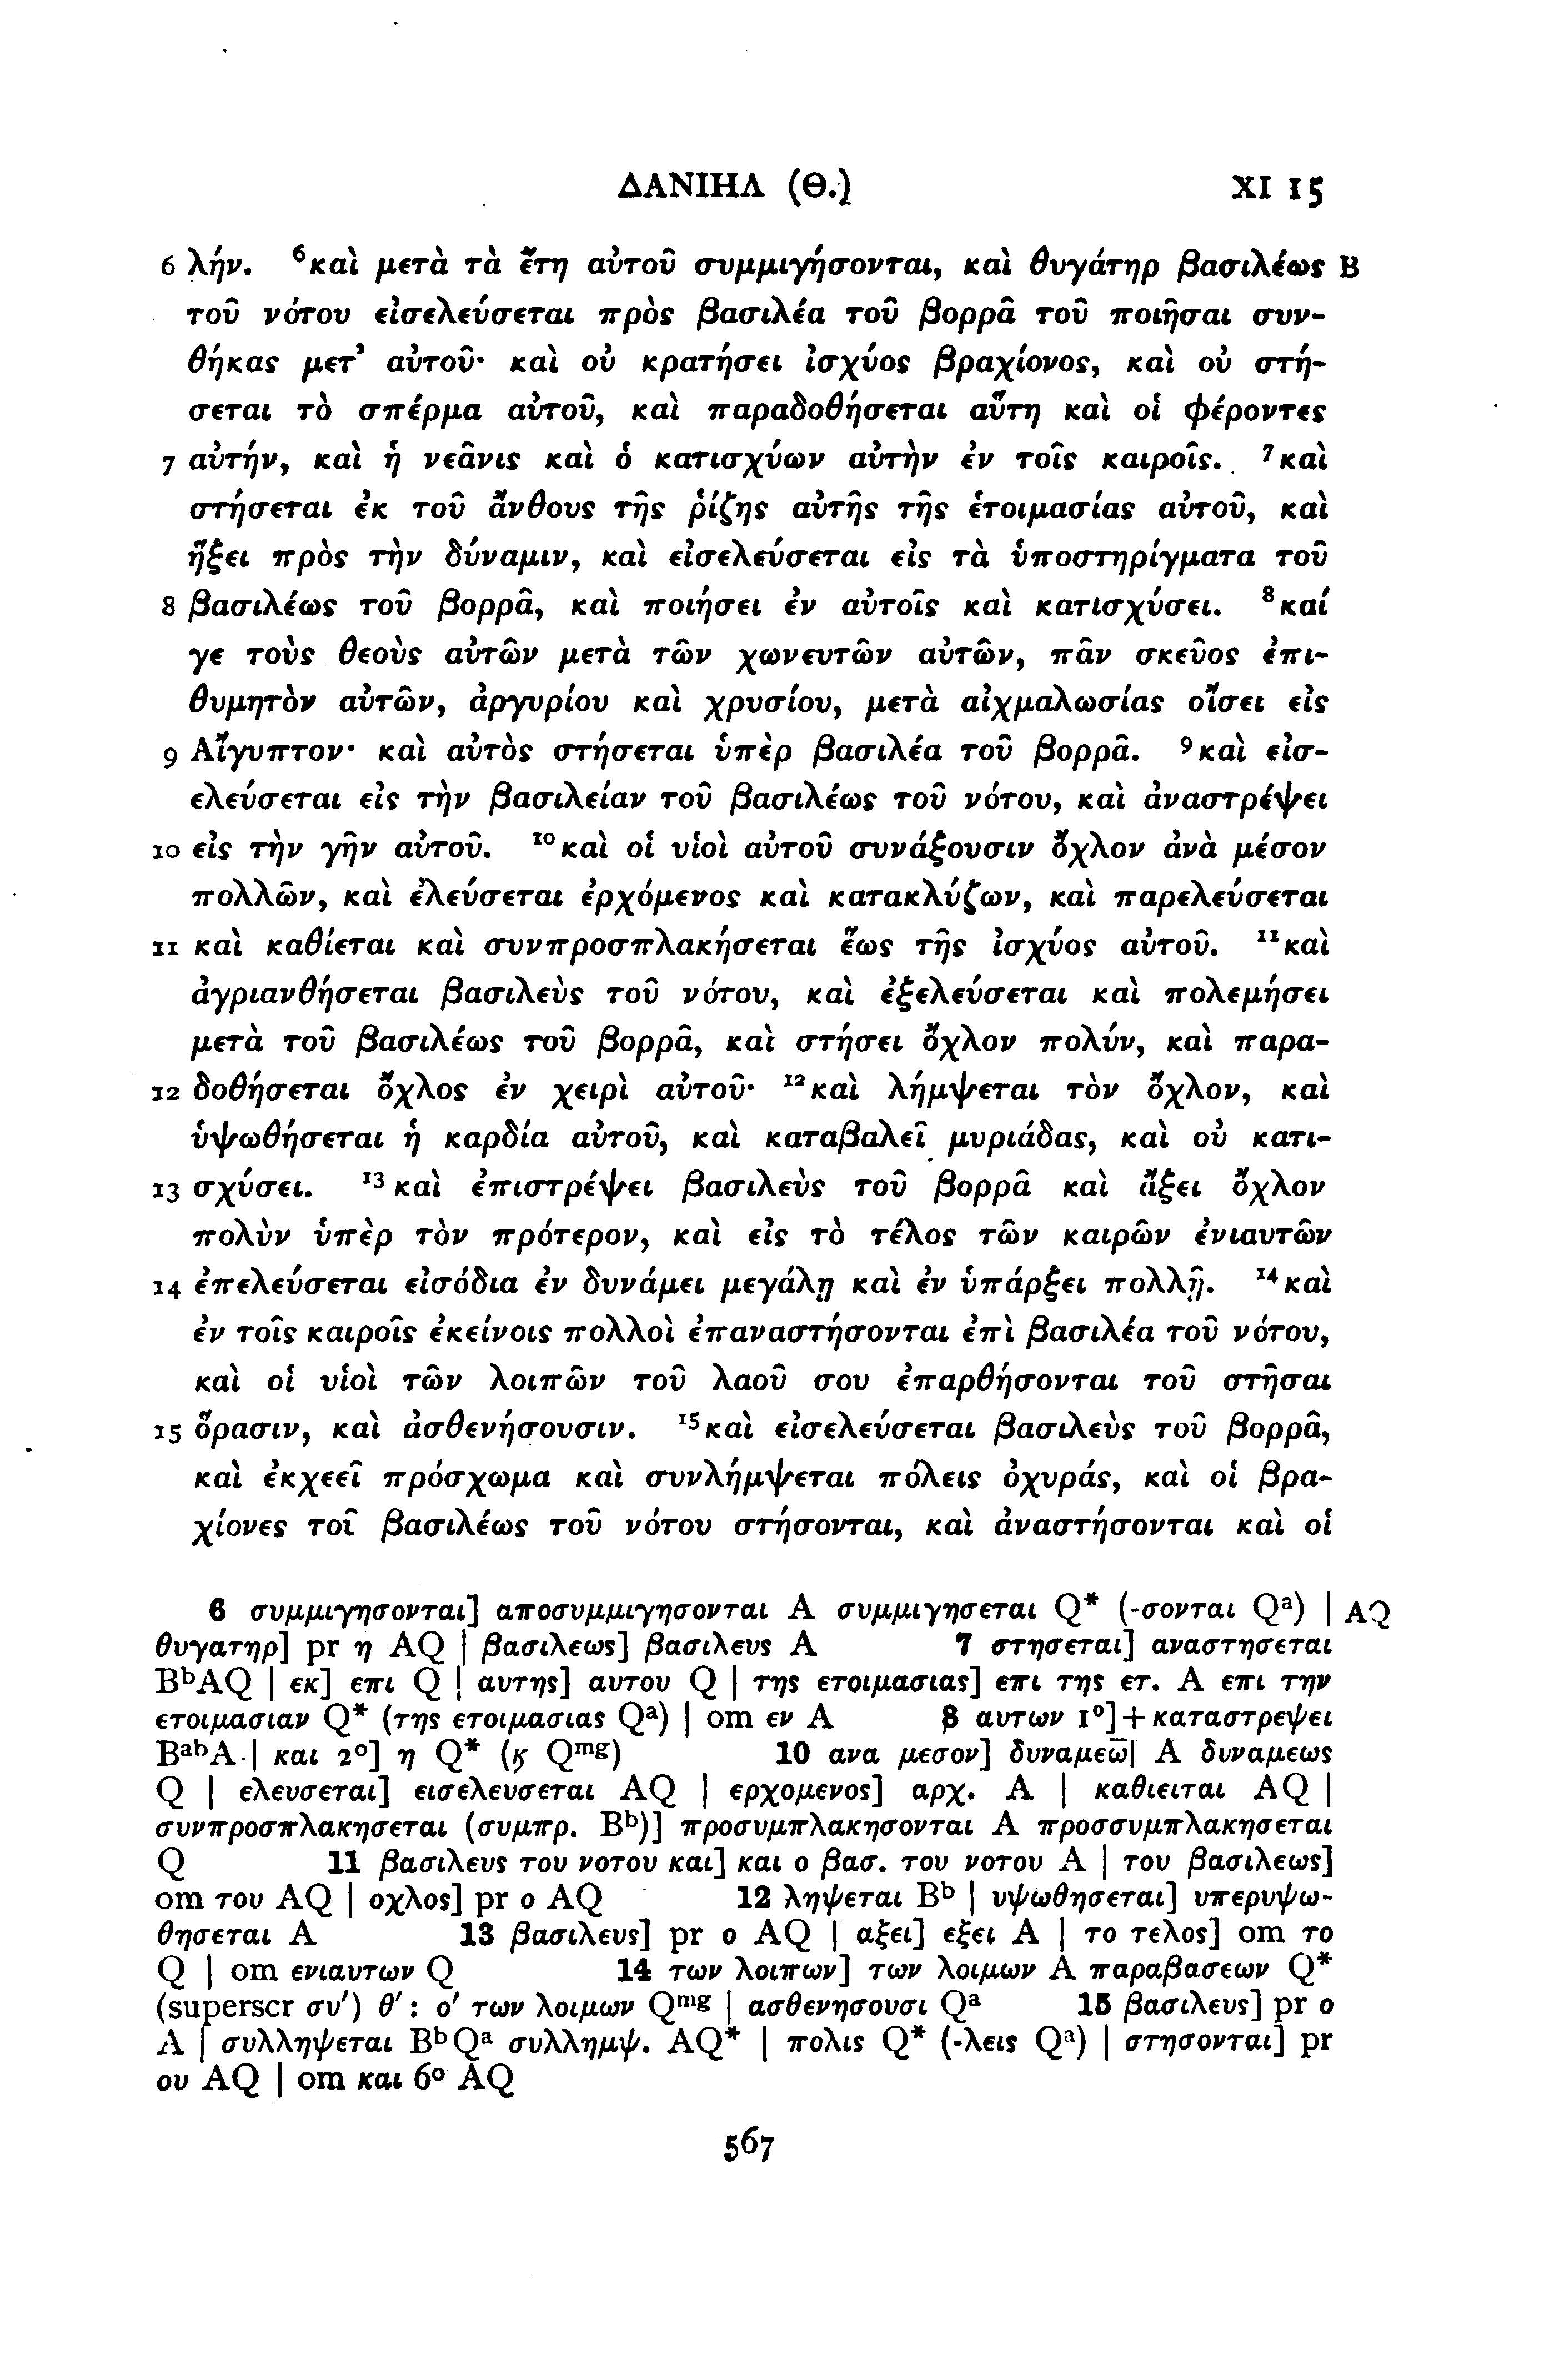 ΔΑΝΙΗΛ (Θ.) XI 15
6 λήν. ⁶καὶ μετὰ τὰ ἔτη αὐτοῦ συμμιγήσονται, καὶ θυγάτηρ βασιλέως B
τοῦ νότου εἰσελεύσεται πρὸς βασιλέα τοῦ βορρᾶ τοῦ ποιῆσαι συν-
θήκας μετ’ αὐτοῦ· καὶ οὐ κρατήσει ἰσχύος βραχίονος, καὶ οὐ στή-
σεται τὸ σπέρμα αὐτοῦ, καὶ παραδοθήσεται αὕτη καὶ οἱ φέροντες
7 αὐτήν, καὶ ἡ νεᾶνις καὶ ὁ κατισχύων αὐτὴν ἐν τοῖς καιροῖς. ⁷καὶ
στήσεται ἐκ τοῦ ἄνθους τῆς ῥίζης αὐτῆς τῆς ἑτοιμασίας αὐτοῦ, καὶ
ἥξει πρὸς τὴν δύναμιν, καὶ εἰσελεύσεται εἰς τὰ ὑποστηρίγματα τοῦ
8 βασιλέως τοῦ βορρᾶ, καὶ ποιήσει ἐν αὐτοῖς καὶ κατισχύσει. ⁸καί
γε τοὺς θεοὺς αὐτῶν μετὰ τῶν χωνευτῶν αὐτῶν, πᾶν σκεῦος ἐπι-
θυμητὸν αὐτῶν, ἀργυρίου καὶ χρυσίου, μετὰ αἰχμαλωσίας οἴσει εἰς
9 Αἴγυπτον· καὶ αὐτὸς στήσεται ὑπὲρ βασιλέα τοῦ βορρᾶ. ⁹καὶ εἰσ-
ελεύσεται εἰς τὴν βασιλείαν τοῦ βασιλέως τοῦ νότου, καὶ ἀναστρέψει
10 εἰς τὴν γῆν αὐτοῦ. ¹⁰καὶ οἱ υἱοὶ αὐτοῦ συνάξουσιν ὄχλον ἀνὰ μέσον
πολλῶν, καὶ ἐλεύσεται ἐρχόμενος καὶ κατακλύζων, καὶ παρελεύσεται
11 καὶ καθίεται καὶ συνπροσπλακήσεται ἕως τῆς ἰσχύος αὐτοῦ. ¹¹καὶ
ἀγριανθήσεται βασιλεὺς τοῦ νότου, καὶ ἐξελεύσεται καὶ πολεμήσει
μετὰ τοῦ βασιλέως τοῦ βορρᾶ, καὶ στήσει ὄχλον πολύν, καὶ παρα-
12 δοθήσεται ὄχλος ἐν χειρὶ αὐτοῦ· ¹²καὶ λήμψεται τὸν ὄχλον, καὶ
ὑψωθήσεται ἡ καρδία αὐτοῦ, καὶ καταβαλεῖ μυριάδας, καὶ οὐ κατι-
13 σχύσει. ¹³καὶ ἐπιστρέψει βασιλεὺς τοῦ βορρᾶ καὶ ἄξει ὄχλον
πολὺν ὑπὲρ τὸν πρότερον, καὶ εἰς τὸ τέλος τῶν καιρῶν ἐνιαυτῶν
14 ἐπελεύσεται εἰσόδια ἐν δυνάμει μεγάλῃ καὶ ἐν ὑπάρξει πολλῇ. ¹⁴καὶ
ἐν τοῖς καιροῖς ἐκείνοις πολλοὶ ἐπαναστήσονται ἐπὶ βασιλέα τοῦ νότου,
καὶ οἱ υἱοὶ τῶν λοιπῶν τοῦ λαοῦ σου ἐπαρθήσονται τοῦ στῆσαι
15 ὅρασιν, καὶ ἀσθενήσουσιν. ¹⁵καὶ εἰσελεύσεται βασιλεὺς τοῦ βορρᾶ,
καὶ ἐκχεεῖ πρόσχωμα καὶ συνλήμψεται πόλεις ὀχυράς, καὶ οἱ βρα-
χίονες τοῦ βασιλέως τοῦ νότου στήσονται, καὶ ἀναστήσονται καὶ οἱ
6 συμμιγησονται] αποσυμμιγησονται A συμμιγησεται Q* (-σονται Qᵃ) | AQ
θυγατηρ] pr η AQ | βασιλεως] βασιλευς A 7 στησεται] αναστησεται
BᵇAQ | εκ] επι Q | αυτης] αυτου Q | της ετοιμασιας] επι της ετ. A επι την
ετοιμασιαν Q* (της ετοιμασιας Qᵃ) | om εν A 8 αυτων 1º]+καταστρεψει
BᵃᵇA | και 2º] η Q* (ϗ Qᵐᵍ) 10 ανα μεσον] δυναμεω̅| A δυναμεως
Q | ελευσεται] εισελευσεται AQ | ερχομενος] αρχ. A | καθιειται AQ |
συνπροσπλακησεται (συμπρ. Bᵇ)] προσυμπλακησονται A προσσυμπλακησεται
Q 11 βασιλευς του νοτου και] και ο βασ. του νοτου A | του βασιλεως]
om του AQ | οχλος] pr ο AQ 12 ληψεται Bᵇ | υψωθησεται] υπερυψω-
θησεται A 13 βασιλευς] pr ο AQ | αξει] εξει A | το τελος] om το
Q | om ενιαυτων Q 14 των λοιπων] των λοιμων A παραβασεων Q*
(superscr συ′) θ′: ο′ των λοιμων Qᵐᵍ | ασθενησουσι Qᵃ 15 βασιλευς] pr ο
A | συλληψεται BᵇQᵃ συλλημψ. AQ* | πολις Q* (-λεις Qᵃ) | στησονται] pr
ου AQ | om και 6º AQ
567